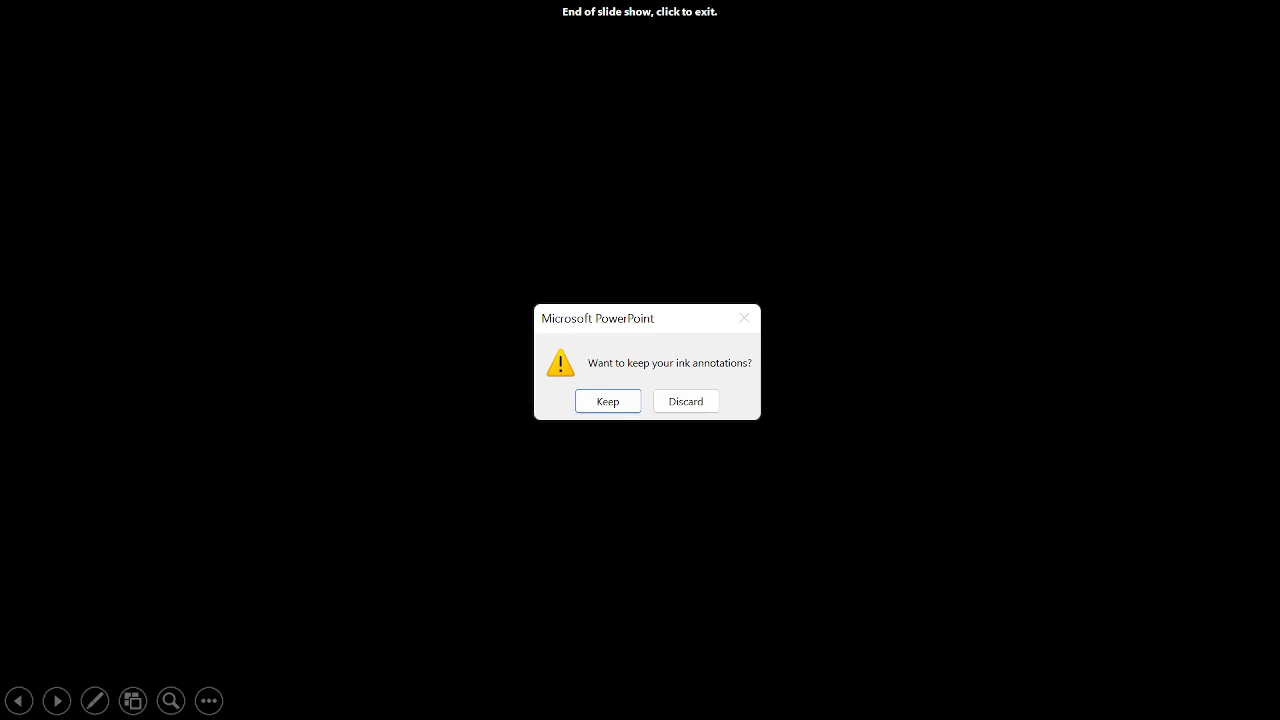 End of slide show, click to exit.
Microsoft PowerPoint
Want to keep your ink annotations?
Keep
Discard